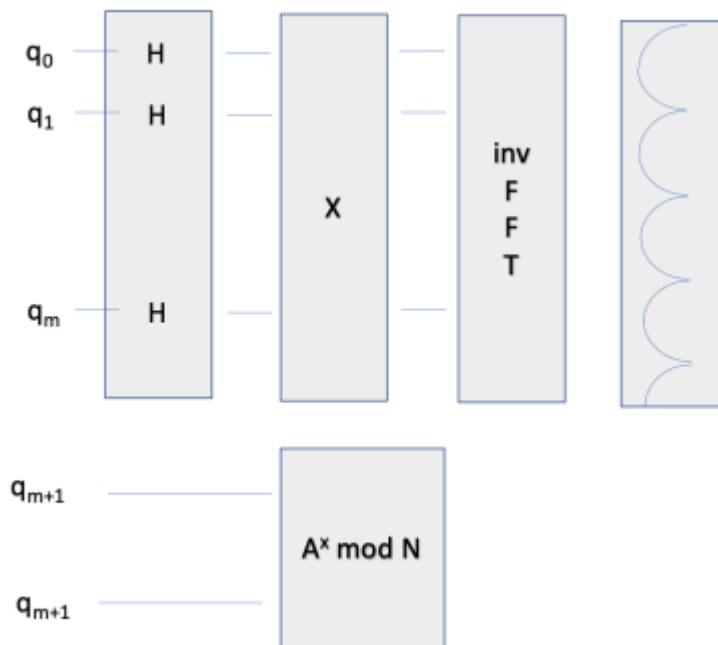 q₀ H
q₁ H
X
inv
F
F
T
qₘ H
qₘ₊₁
Aˣ mod N
qₘ₊₁